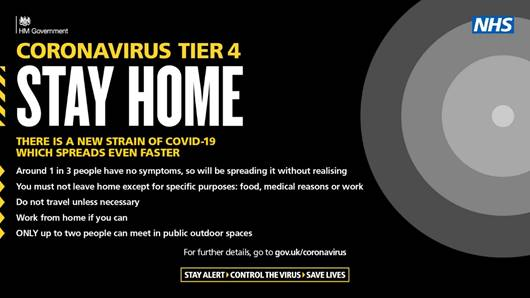 HM Government
NHS
CORONAVIRUS TIER 4
STAY HOME
THERE IS A NEW STRAIN OF COVID-19
WHICH SPREADS EVEN FASTER
Around 1 in 3 people have no symptoms, so will be spreading it without realising
You must not leave home except for specific purposes: food, medical reasons or work
Do not travel unless necessary
Work from home if you can
ONLY up to two people can meet in public outdoor spaces
For further details, go to gov.uk/coronavirus
STAY ALERT CONTROL THE VIRUS SAVE LIVES